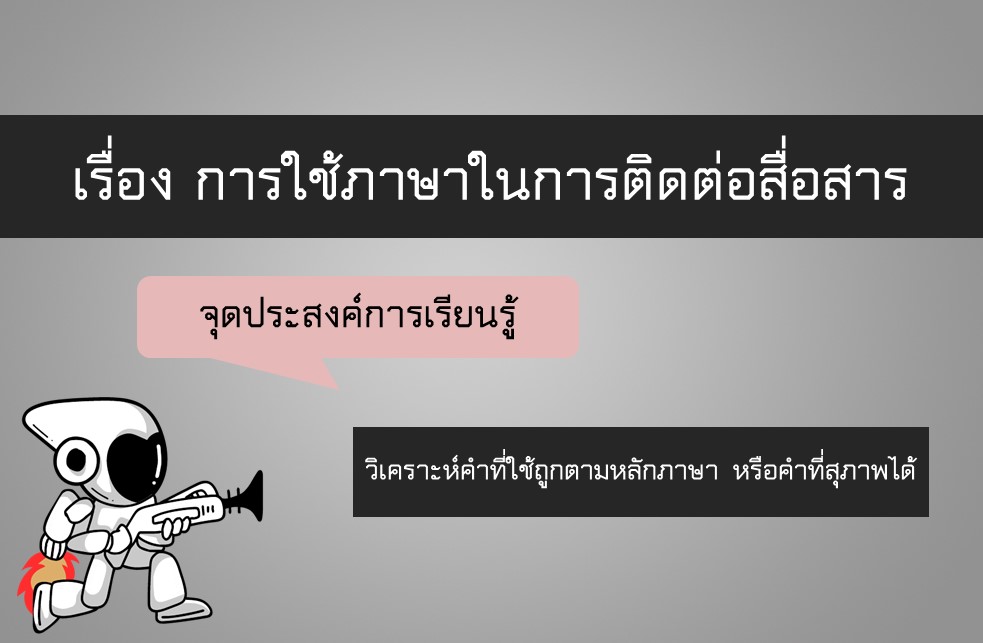 เรื่อง การใช้ภาษาในการติดต่อสื่อสาร
จุดประสงค์การเรียนรู้
วิเคราะห์คำที่ใช้ถูกตามหลักภาษา หรือคำที่สุภาพได้